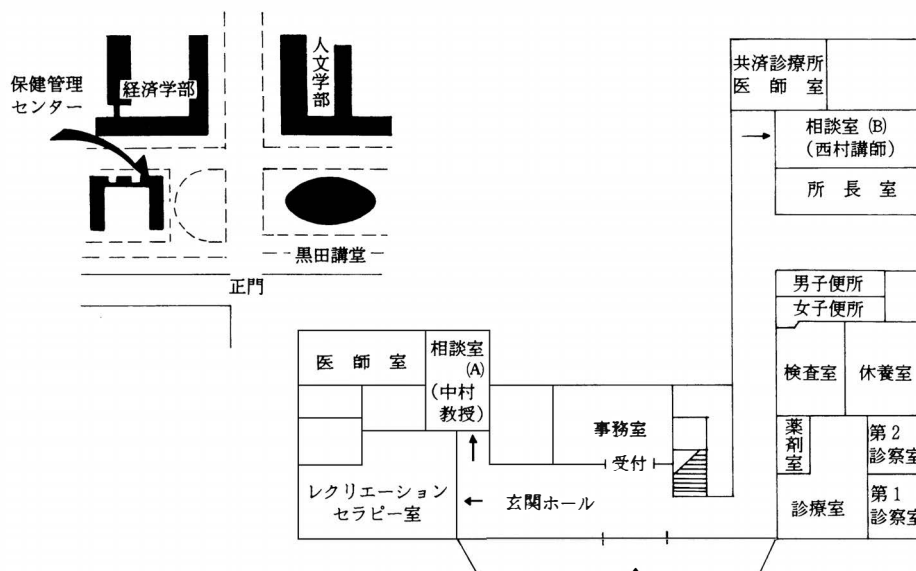 保健管理
センター
経済学部
人文学部
黒田講堂
正門
共済診療所
医師室
相談室(B)
(西村講師)
所長室
男子便所
女子便所
検査室
休養室
薬剤室
第2
診察室
診療室
第1
診察室
医師室
相談室
(A)
(中村
教授)
事務室
受付
レクリエーション
セラピー室
玄関ホール